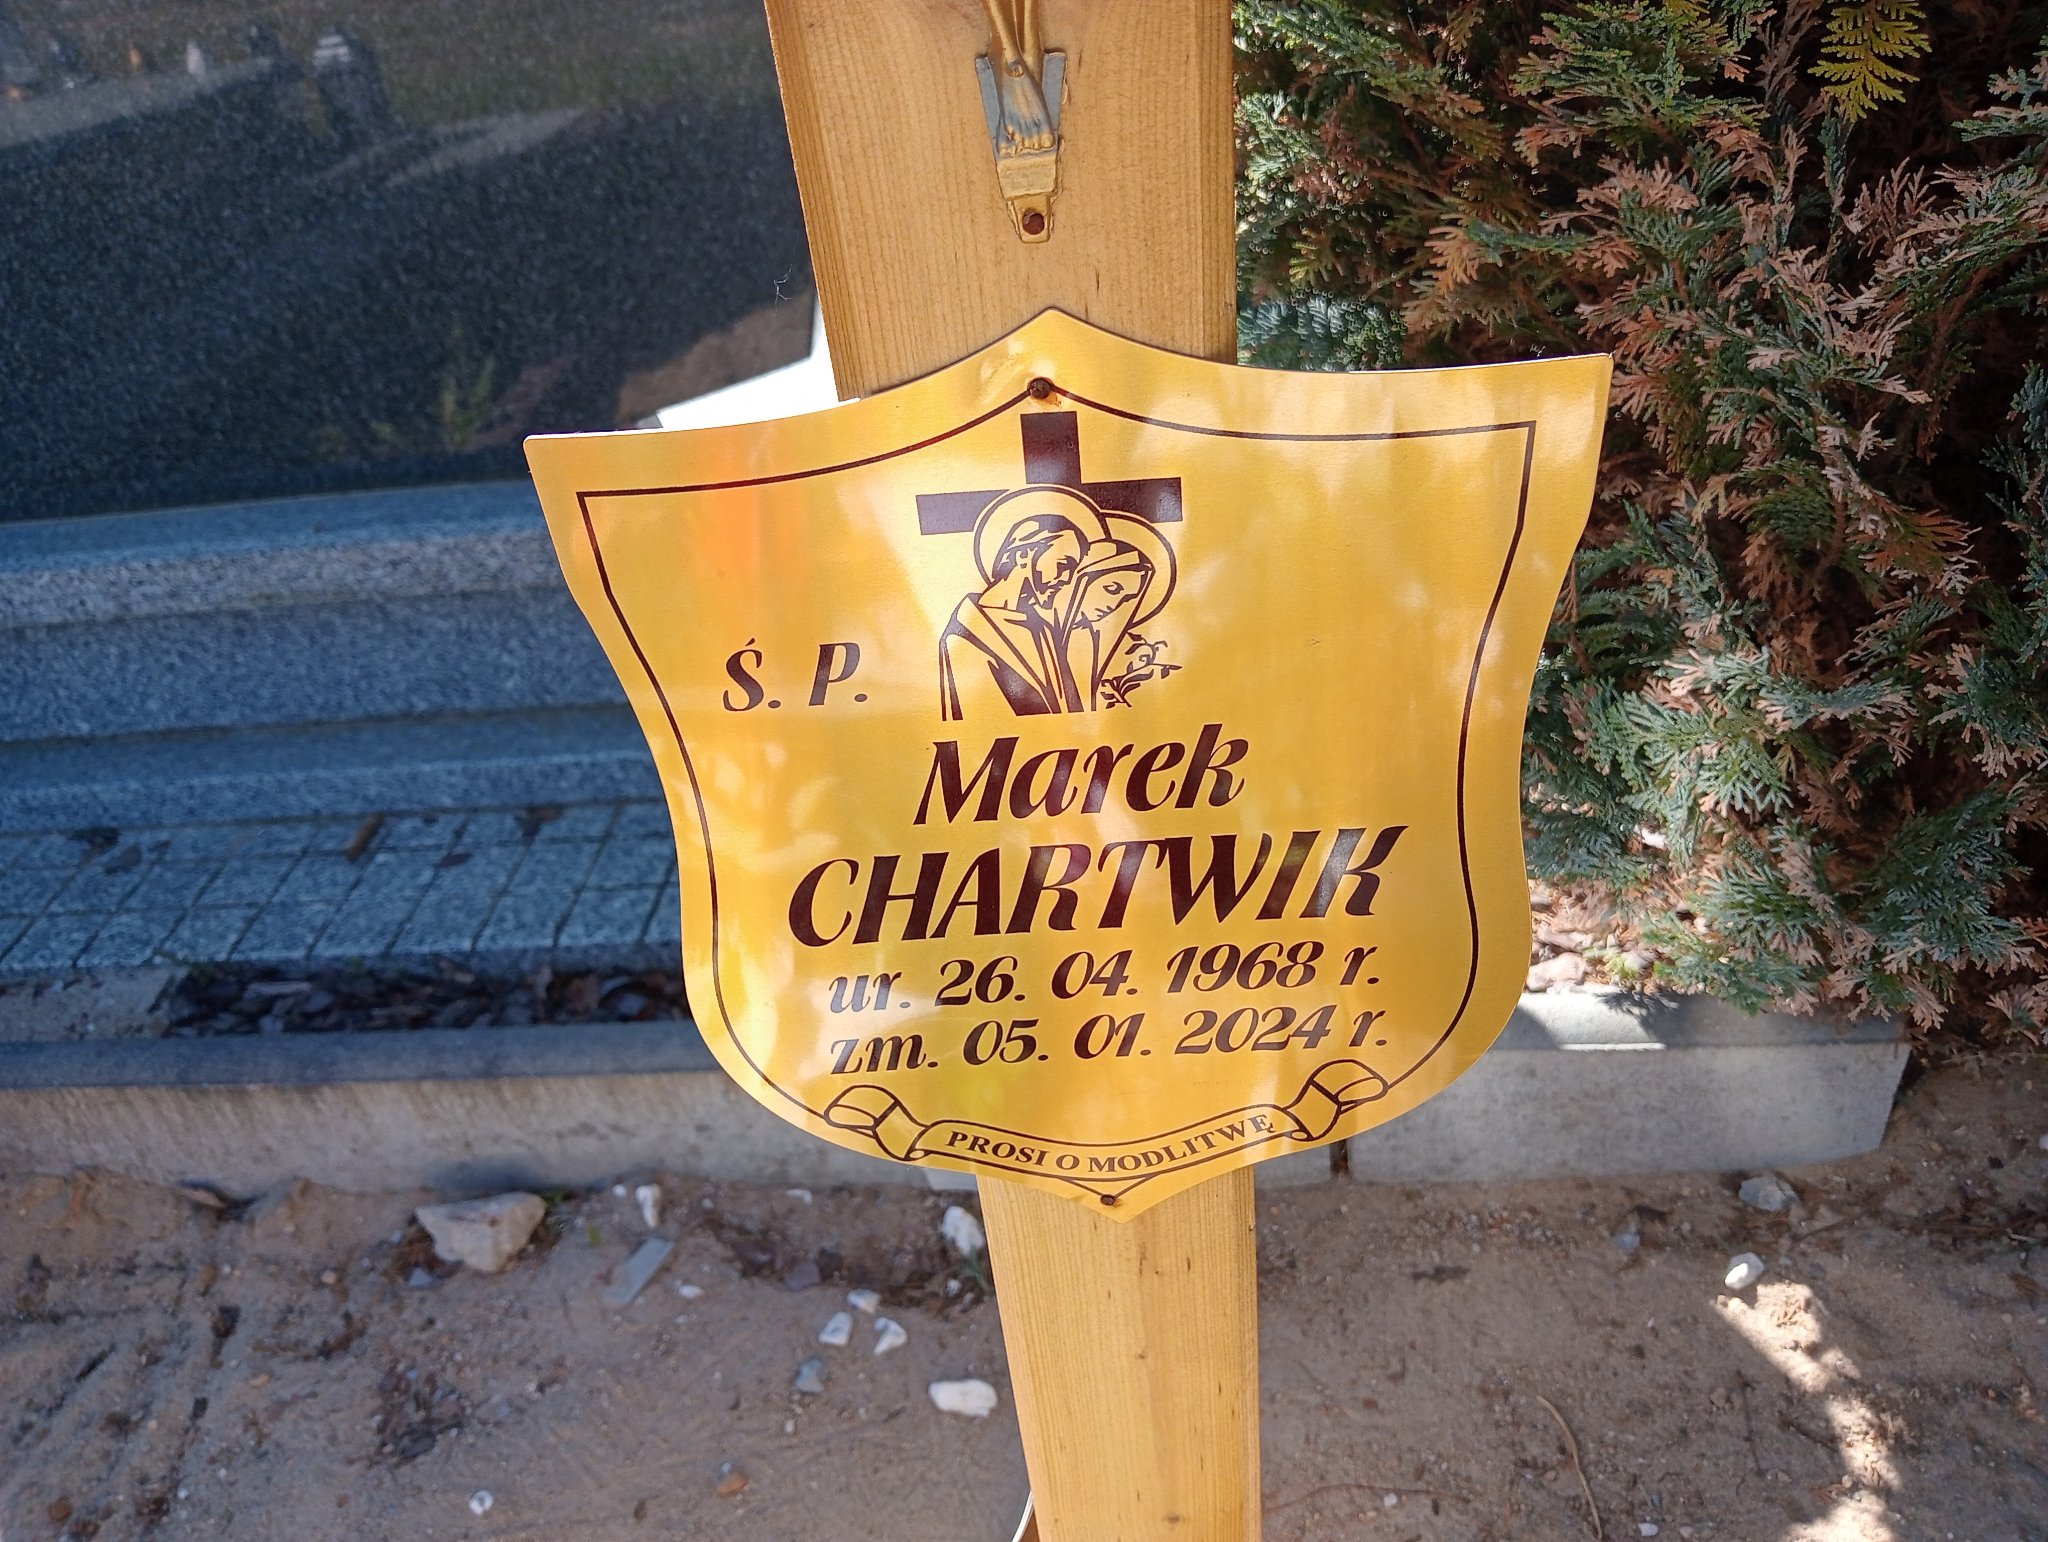 Ś. P.
Marek
CHARTWIK
ur. 26. 04. 1968 r.
zm. 05. 01. 2024 r.
PROSI O MODLITWĘ